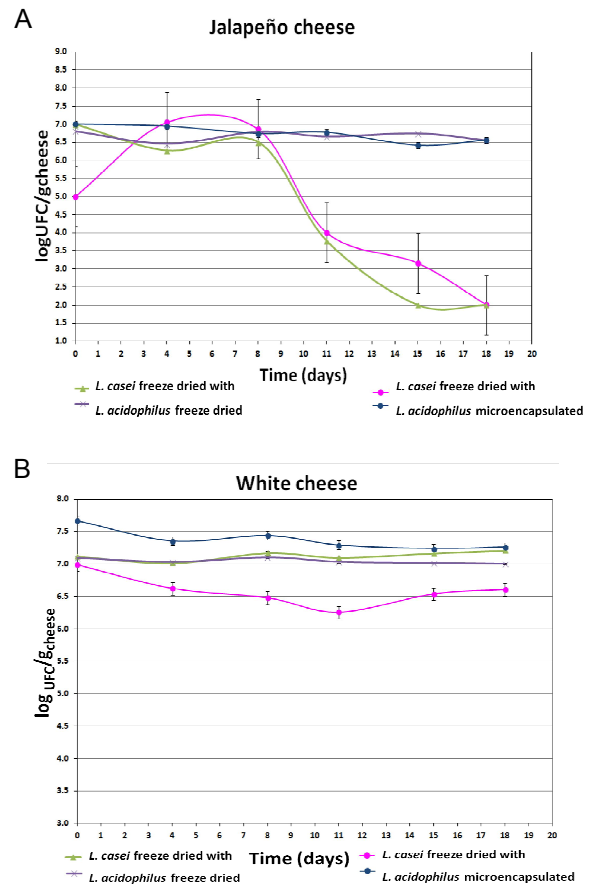 A
Jalapeño cheese
logUFC/gcheese
9.0
8.5
8.0
7.5
7.0
6.5
6.0
5.5
5.0
4.5
4.0
3.5
3.0
2.5
2.0
1.5
1.0
0 1 2 3 4 5 6 7 8 9 10 11 12 13 14 15 16 17 18 19 20
Time (days)
L. casei freeze dried with
L. acidophilus freeze dried
L. casei freeze dried with
L. acidophilus microencapsulated
B
White cheese
log UFC/gcheese
8.0
7.5
7.0
6.5
6.0
5.5
5.0
4.5
4.0
3.5
3.0
0 1 2 3 4 5 6 7 8 9 10 11 12 13 14 15 16 17 18
Time (days)
L. casei freeze dried with
L. acidophilus freeze dried
L. casei freeze dried with
L. acidophilus microencapsulated